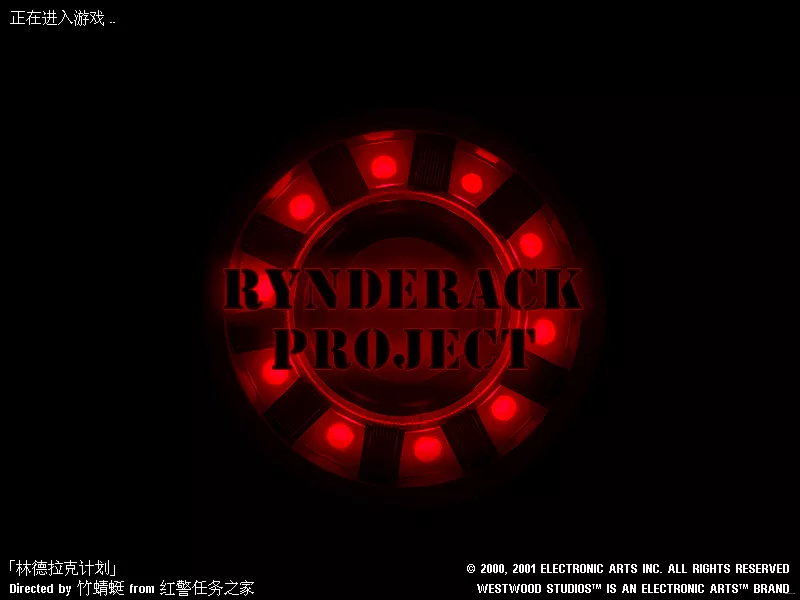 正在进入游戏 ..
RYNDERACK
PROJECT
「林德拉克计划」
Directed by 竹蜻蜓 from 红警任务之家
© 2000, 2001 ELECTRONIC ARTS INC. ALL RIGHTS RESERVED
WESTWOOD STUDIOS™ IS AN ELECTRONIC ARTS™ BRAND